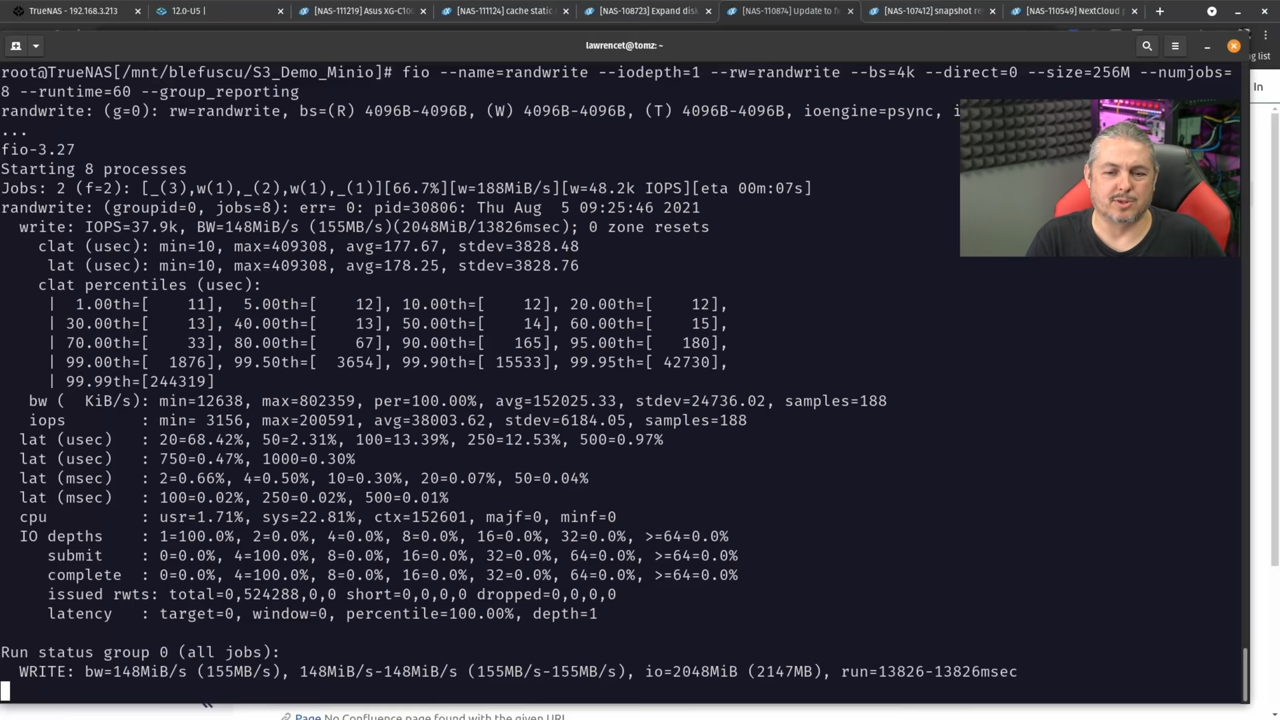 TrueNAS - 192.168.3.213
12.0-U5 |
[NAS-111219] Asus XG-C10
[NAS-111124] cache stati
[NAS-108723] Expand disk
[NAS-110874] Update to fi
[NAS-107412] snapshot re
[NAS-110549] NextCloud p
lawrencet@tomz: ~
root@TrueNAS[/mnt/blefuscu/S3_Demo_Minio]# fio --name=randwrite --iodepth=1 --rw=randwrite --bs=4k --direct=0 --size=256M --numjobs=
8 --runtime=60 --group_reporting
randwrite: (g=0): rw=randwrite, bs=(R) 4096B-4096B, (W) 4096B-4096B, (T) 4096B-4096B, ioengine=psync, i
...
fio-3.27
Starting 8 processes
Jobs: 2 (f=2): [_(3),w(1),_(2),w(1),_(1)][66.7%][w=188MiB/s][w=48.2k IOPS][eta 00m:07s]
randwrite: (groupid=0, jobs=8): err= 0: pid=30806: Thu Aug  5 09:25:46 2021
write: IOPS=37.9k, BW=148MiB/s (155MB/s)(2048MiB/13826msec); 0 zone resets
clat (usec): min=10, max=409308, avg=177.67, stdev=3828.48
lat (usec): min=10, max=409308, avg=178.25, stdev=3828.76
clat percentiles (usec):
|  1.00th=[    11],  5.00th=[    12], 10.00th=[    12], 20.00th=[    12],
| 30.00th=[    13], 40.00th=[    13], 50.00th=[    14], 60.00th=[    15],
| 70.00th=[    33], 80.00th=[    67], 90.00th=[   165], 95.00th=[   180],
| 99.00th=[  1876], 99.50th=[  3654], 99.90th=[ 15533], 99.95th=[ 42730],
| 99.99th=[244319]
bw (  KiB/s): min=12638, max=802359, per=100.00%, avg=152025.33, stdev=24736.02, samples=188
iops        : min= 3156, max=200591, avg=38003.62, stdev=6184.05, samples=188
lat (usec)   : 20=68.42%, 50=2.31%, 100=13.39%, 250=12.53%, 500=0.97%
lat (usec)   : 750=0.47%, 1000=0.30%
lat (msec)   : 2=0.66%, 4=0.50%, 10=0.30%, 20=0.07%, 50=0.04%
lat (msec)   : 100=0.02%, 250=0.02%, 500=0.01%
cpu          : usr=1.71%, sys=22.81%, ctx=152601, majf=0, minf=0
IO depths    : 1=100.0%, 2=0.0%, 4=0.0%, 8=0.0%, 16=0.0%, 32=0.0%, >=64=0.0%
submit    : 0=0.0%, 4=100.0%, 8=0.0%, 16=0.0%, 32=0.0%, 64=0.0%, >=64=0.0%
complete  : 0=0.0%, 4=100.0%, 8=0.0%, 16=0.0%, 32=0.0%, 64=0.0%, >=64=0.0%
issued rwts: total=0,524288,0,0 short=0,0,0,0 dropped=0,0,0,0
latency   : target=0, window=0, percentile=100.00%, depth=1
Run status group 0 (all jobs):
WRITE: bw=148MiB/s (155MB/s), 148MiB/s-148MiB/s (155MB/s-155MB/s), io=2048MiB (2147MB), run=13826-13826msec
g list
In
Page No Confluence page found with the given URL